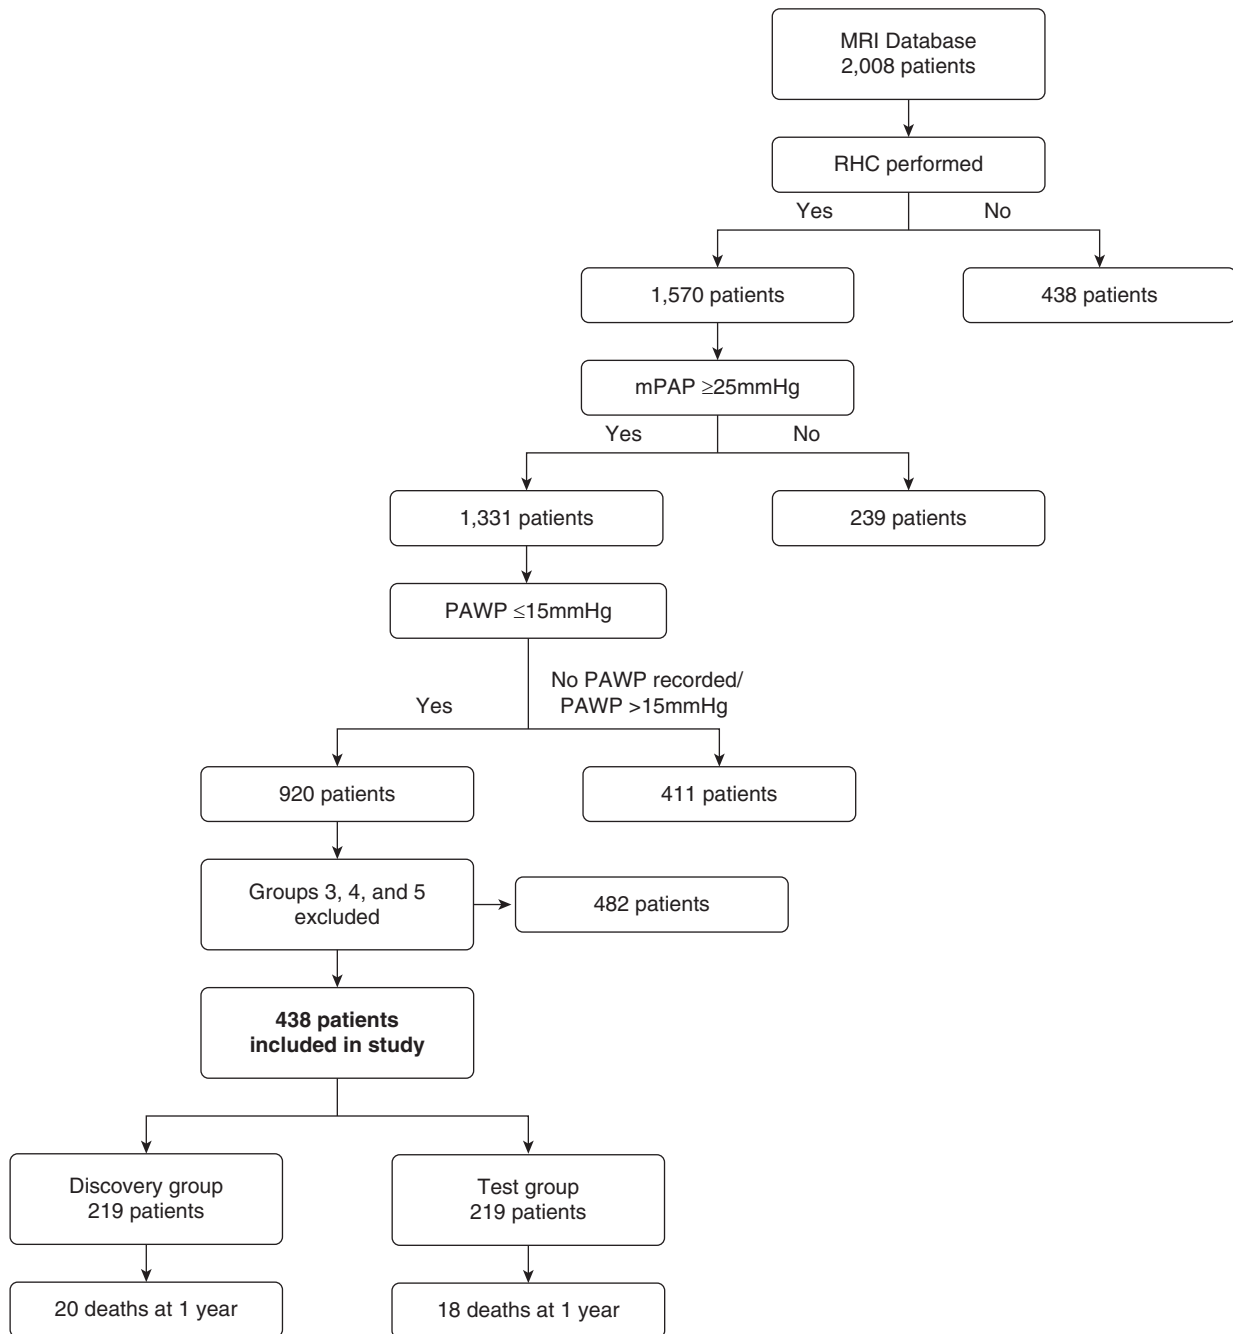 MRI Database
2,008 patients
RHC performed
Yes
No
1,570 patients
438 patients
mPAP ≥25mmHg
Yes
No
1,331 patients
239 patients
PAWP ≤15mmHg
No PAWP recorded/
PAWP >15mmHg
Yes
920 patients
411 patients
Groups 3, 4, and 5
excluded
482 patients
438 patients
included in study
Discovery group
219 patients
Test group
219 patients
20 deaths at 1 year
18 deaths at 1 year